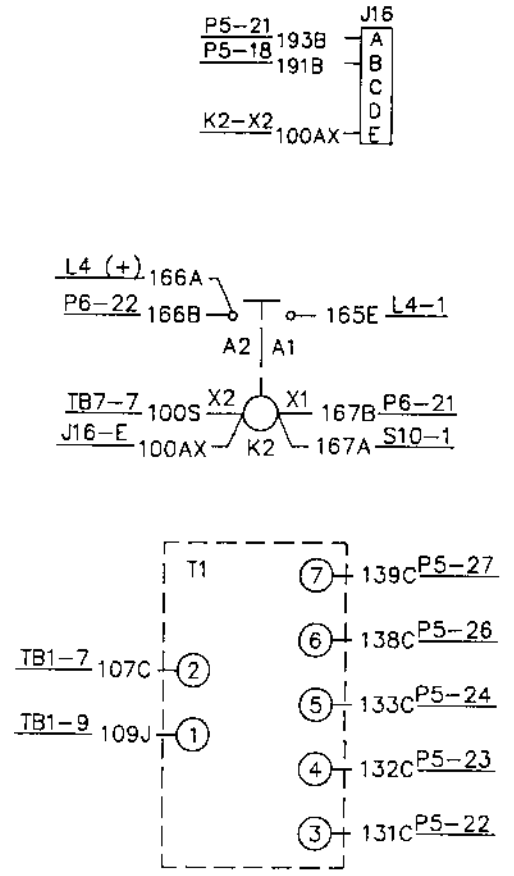 J16
P5-21 193B A
P5-18 191B B
C
D
K2-X2 100AX E
L4 (+) 166A
P6-22 166B 165E L4-1
A2 A1
TB7-7 100S X2 X1 167B P6-21
J16-E 100AX K2 167A S10-1
T1 7 139C P5-27
6 138C P5-26
TB1-7 107C 2
5 133C P5-24
TB1-9 109J 1
4 132C P5-23
3 131C P5-22